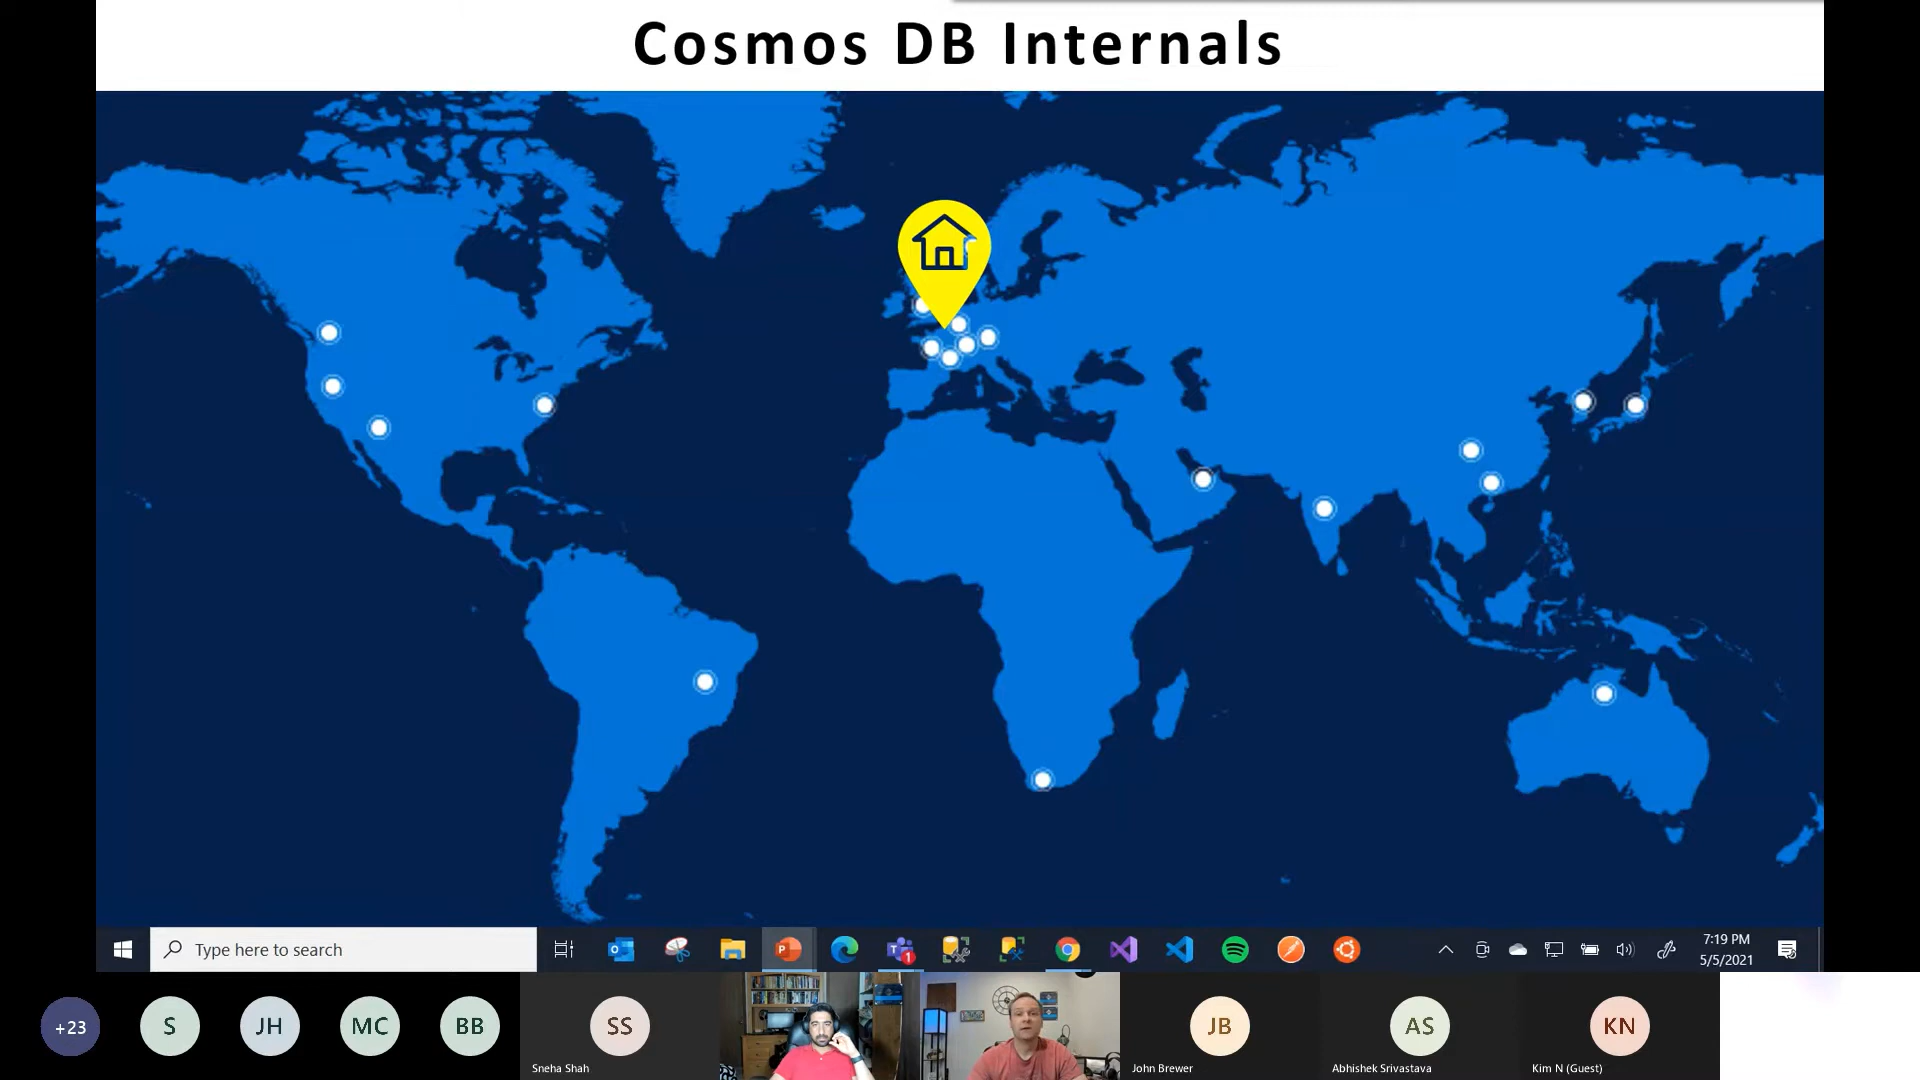 Cosmos DB Internals
Type here to search
7:19 PM
5/5/2021
1
+23
S
JH
MC
BB
SS
JB
AS
KN
Sneha Shah
John Brewer
Abhishek Srivastava
Kim N (Guest)